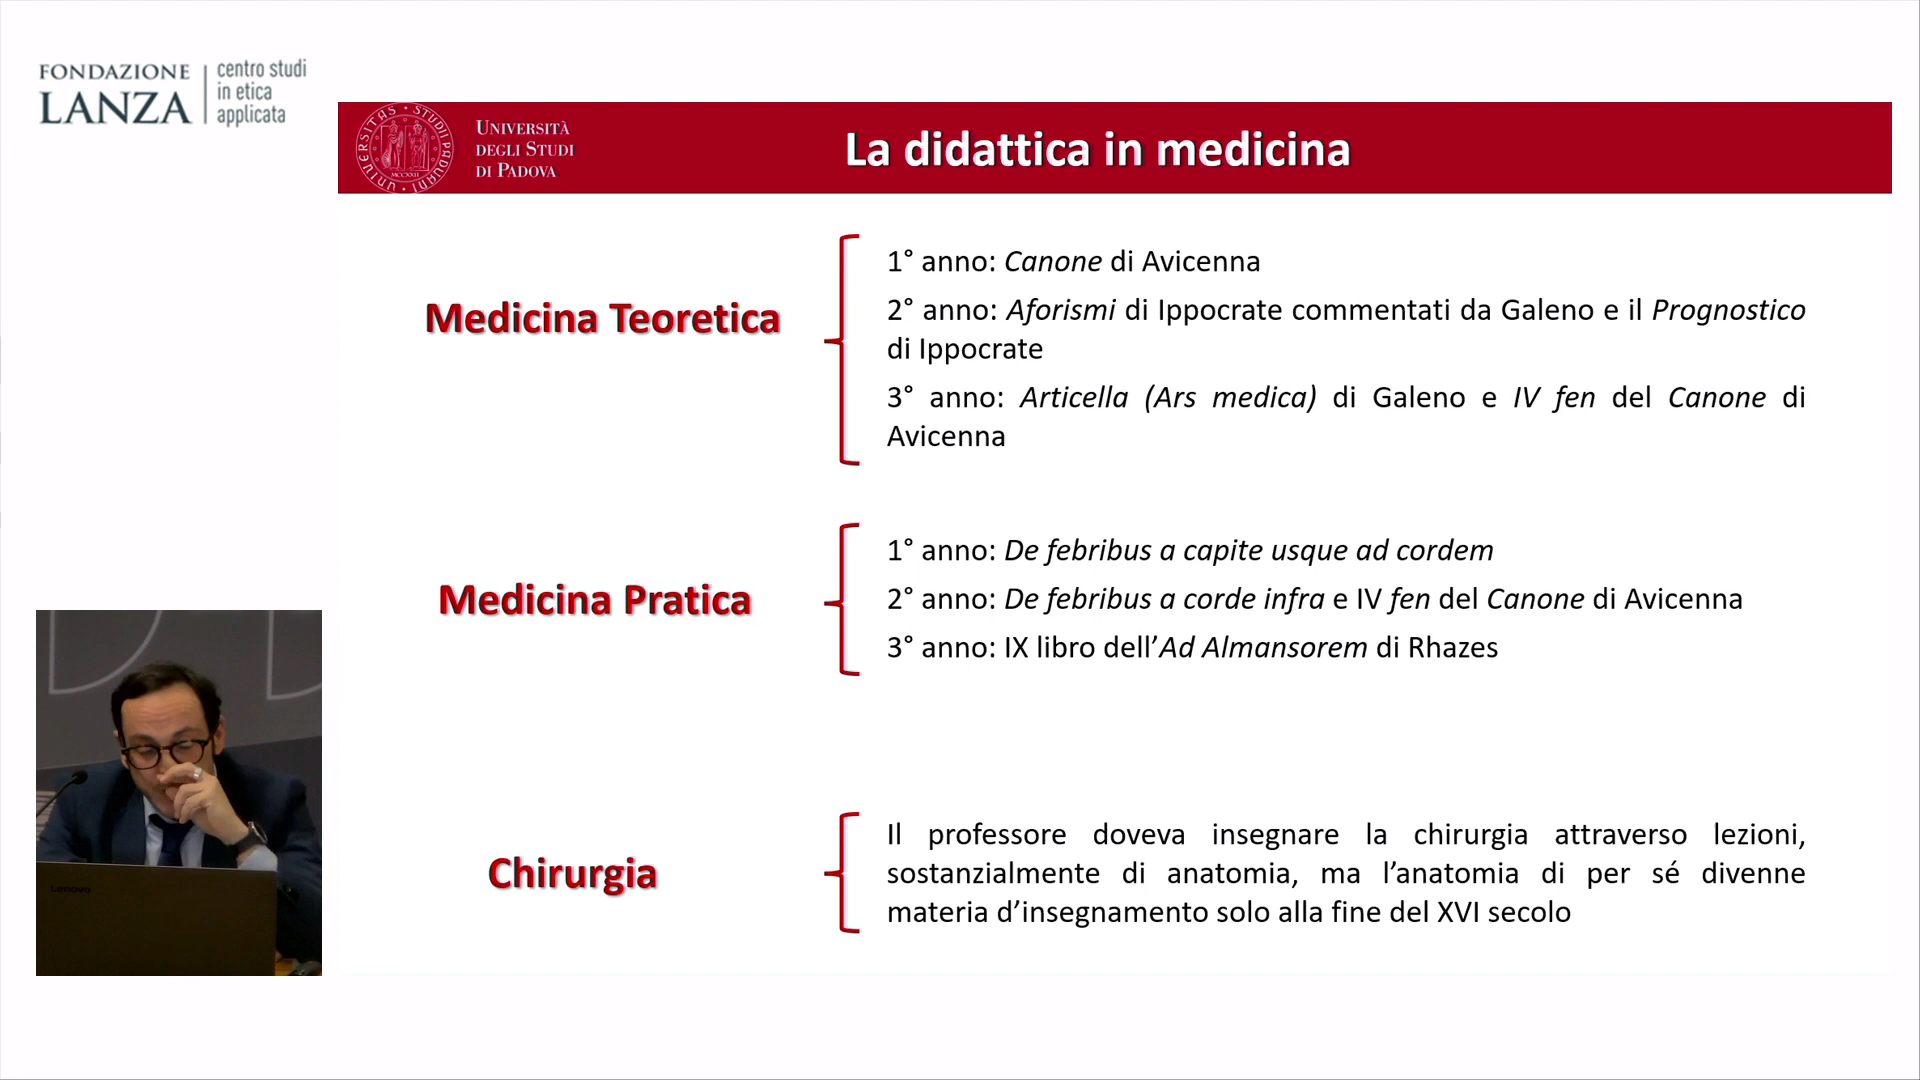 FONDAZIONE
LANZA
centro studi
in etica
applicata
UNIVERSITÀ
DEGLI STUDI
DI PADOVA
La didattica in medicina
Medicina Teoretica
1° anno: Canone di Avicenna
2° anno: Aforismi di Ippocrate commentati da Galeno e il Prognostico
di Ippocrate
3° anno: Articella (Ars medica) di Galeno e IV fen del Canone di
Avicenna
Medicina Pratica
1° anno: De febribus a capite usque ad cordem
2° anno: De febribus a corde infra e IV fen del Canone di Avicenna
3° anno: IX libro dell’Ad Almansorem di Rhazes
Chirurgia
Il professore doveva insegnare la chirurgia attraverso lezioni,
sostanzialmente di anatomia, ma l’anatomia di per sé divenne
materia d’insegnamento solo alla fine del XVI secolo
Lenovo